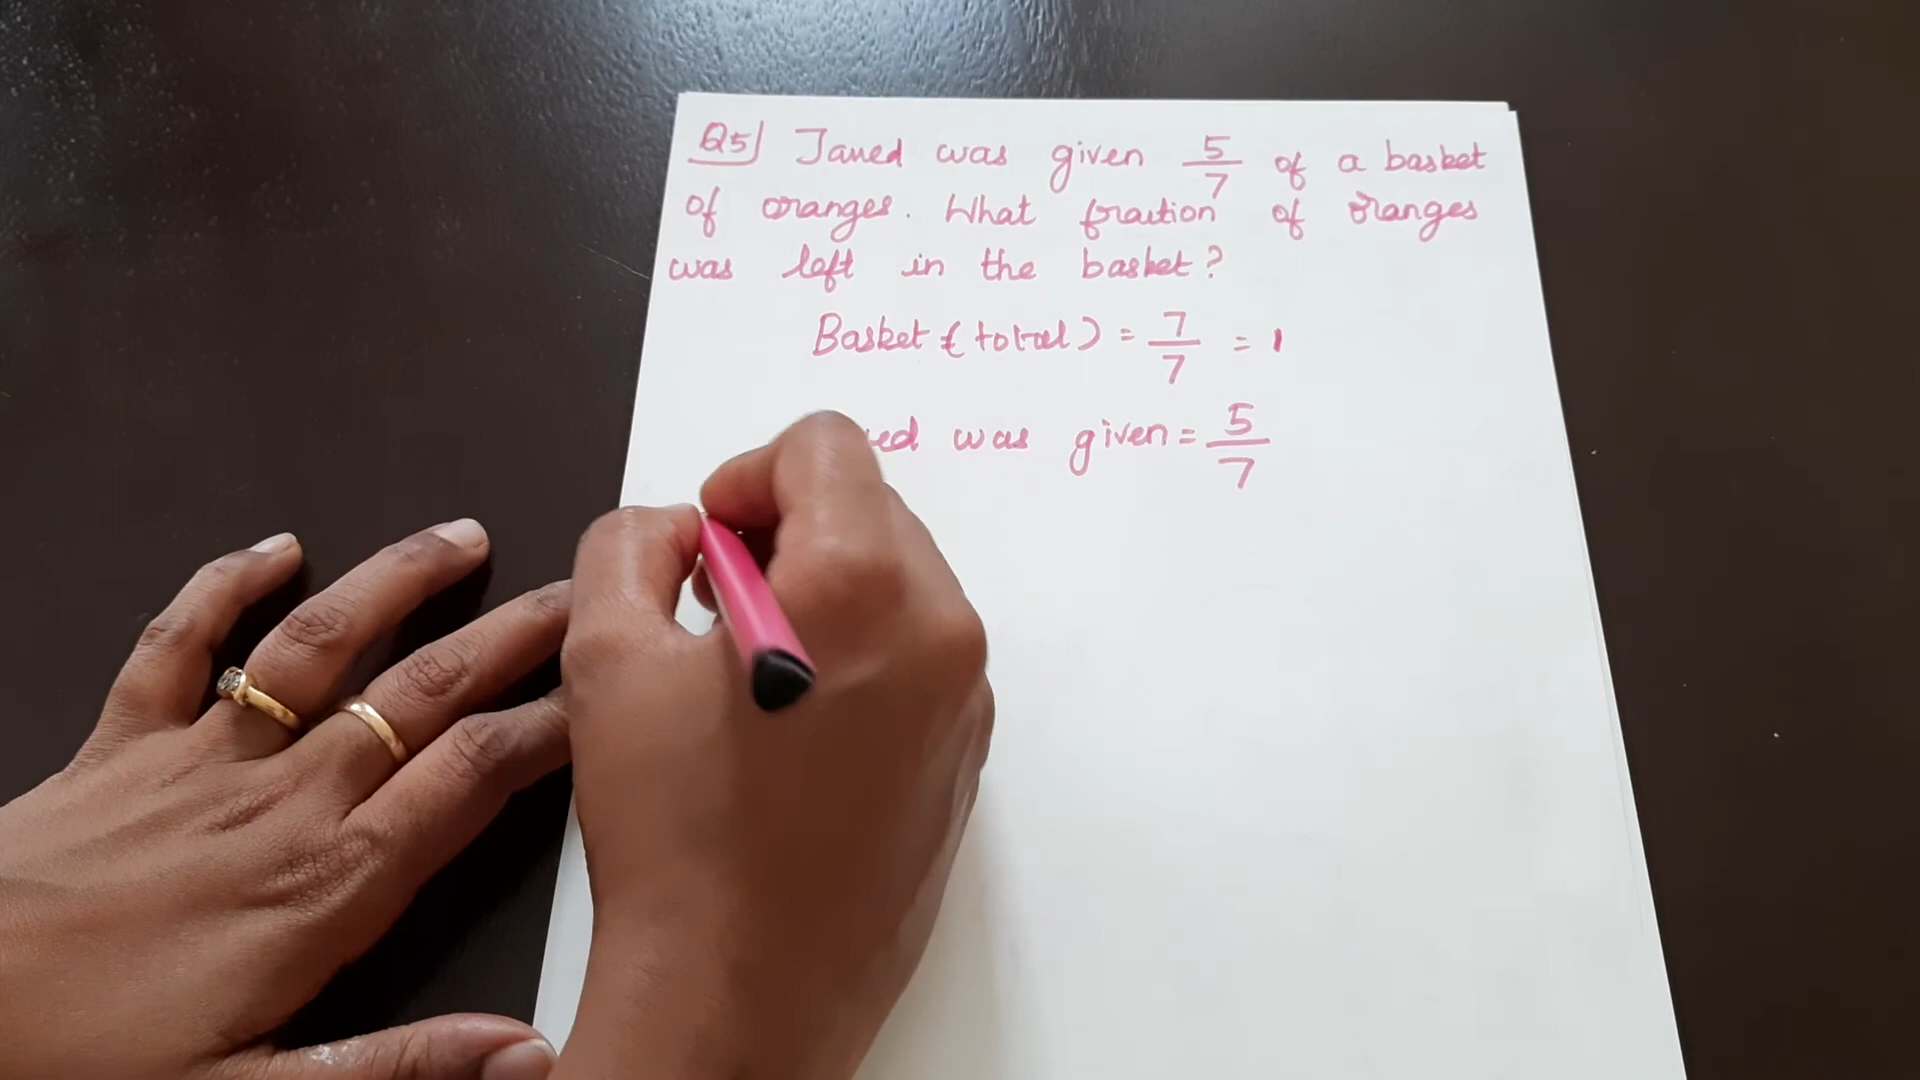 Q5 Javed was given 5/7 of a basket
of oranges. What fraction of oranges
was left in the basket?
Basket (total) = 7/7 = 1
was given = 5/7